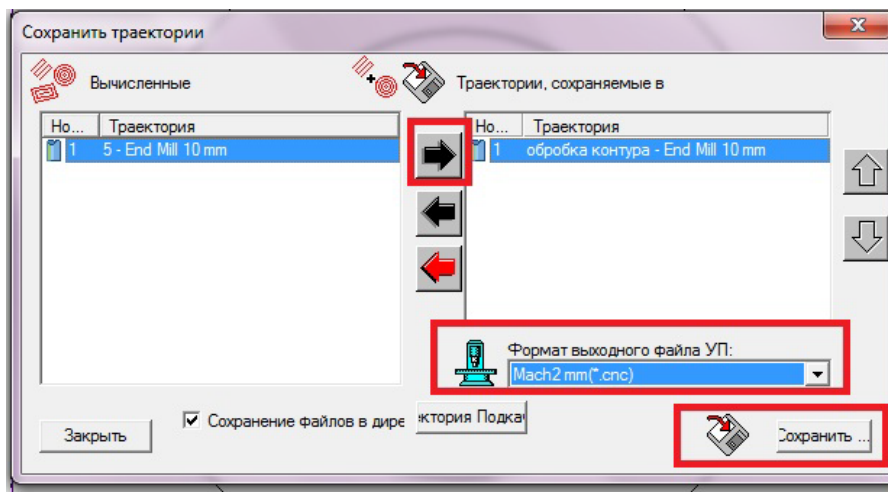 Сохранить траектории
Вычисленные
Траектории, сохраняемые в
Но... Траектория
1 5 - End Mill 10 mm
Но... Траектория
1 обробка контура - End Mill 10 mm
Формат выходного файла УП:
Mach2 mm(*.cnc)
Сохранение файлов в дире
ктория Подкач
Закрыть
Сохранить ...